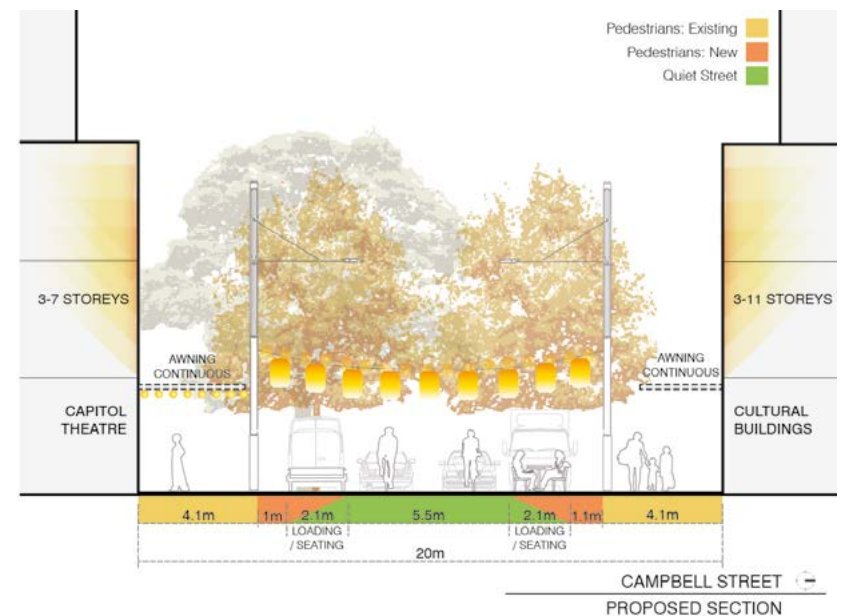 Pedestrians: Existing
Pedestrians: New
Quiet Street
3-7 STOREYS
3-11 STOREYS
AWNING
CONTINUOUS
AWNING
CONTINUOUS
CAPITOL
THEATRE
CULTURAL
BUILDINGS
4.1m 1m 2.1m 5.5m 2.1m 1.1m 4.1m
LOADING
/ SEATING
LOADING
/ SEATING
20m
CAMPBELL STREET
PROPOSED SECTION